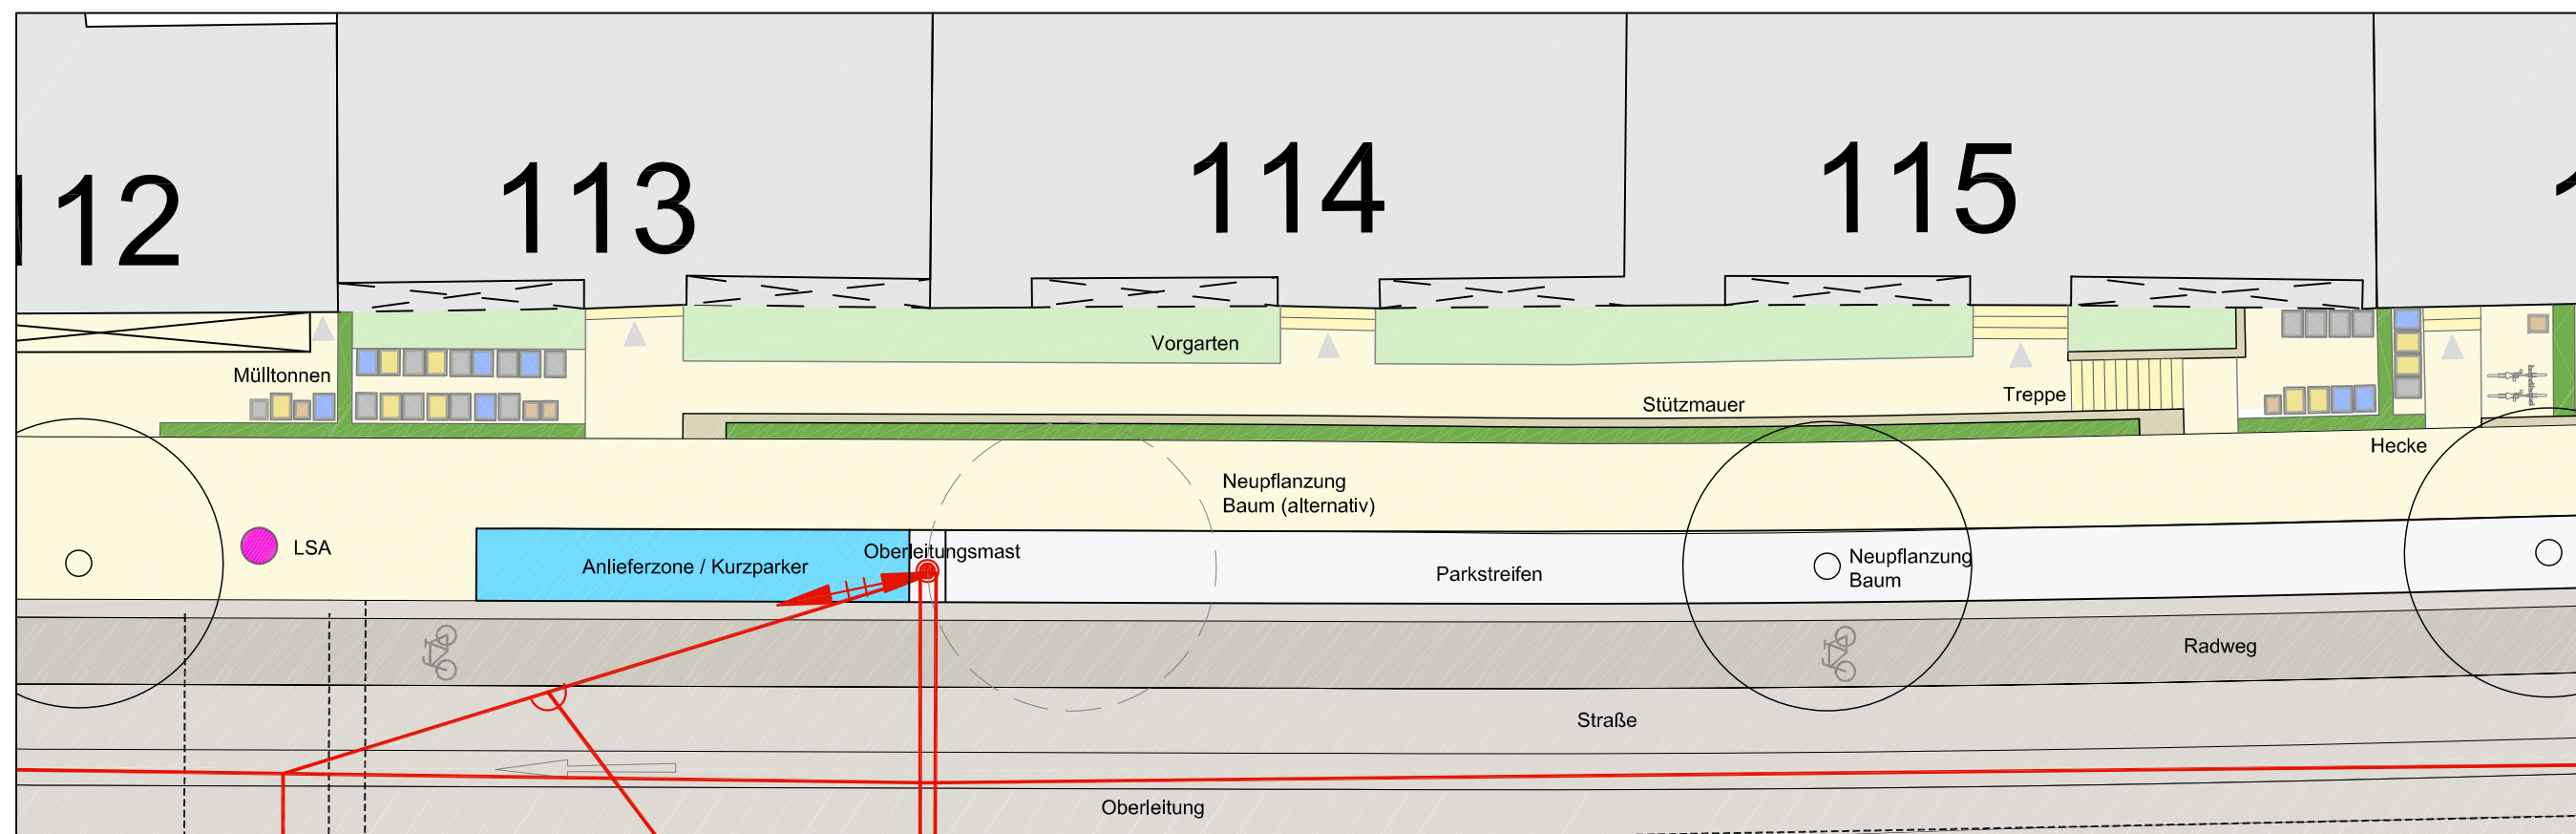 112
113
114
115
1
Vorgarten
Mülltonnen
Treppe
Stützmauer
Hecke
Neupflanzung
Baum (alternativ)
LSA
Oberleitungsmast
Anlieferzone / Kurzparker
Parkstreifen
Neupflanzung
Baum
Radweg
Straße
Oberleitung